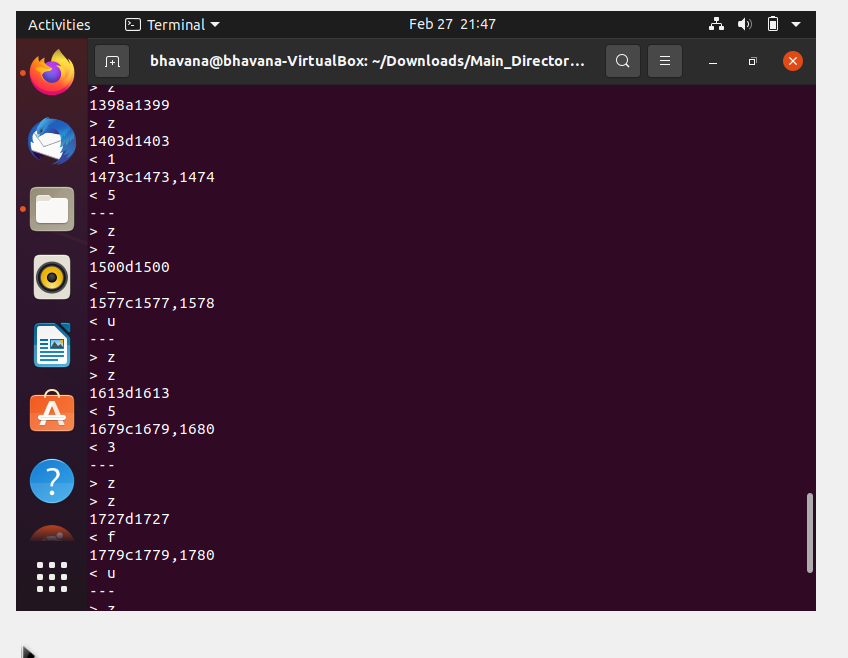 Activities
Terminal
Feb 27 21:47
bhavana@bhavana-VirtualBox: ~/Downloads/Main_Director...
> z
1398a1399
> z
1403d1403
< 1
1473c1473,1474
< 5
---
> z
> z
1500d1500
< _
1577c1577,1578
< u
---
> z
> z
1613d1613
< 5
1679c1679,1680
< 3
---
> z
> z
1727d1727
< f
1779c1779,1780
< u
---
> z